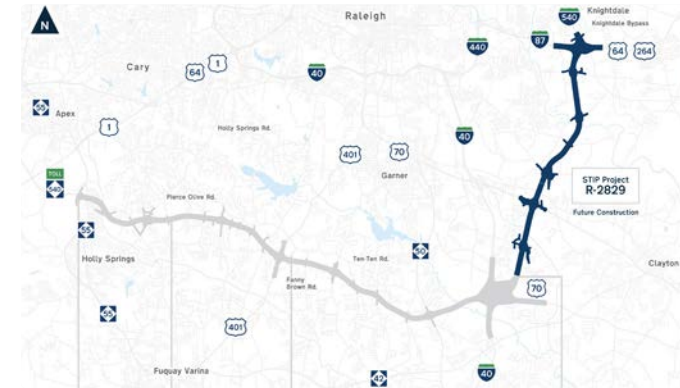 N
Raleigh
540
Knightdale
Knightdale Bypass
440
87
64
264
Cary
64
1
40
55
Apex
1
Holly Springs Rd.
401
70
40
Garner
TOLL
540
Pierce Olive Rd.
STIP Project
R-2829
Future Construction
55
Holly Springs
50
Ten-Ten Rd.
Clayton
Fanny
Brown Rd.
70
55
401
Fuquay Varina
42
40